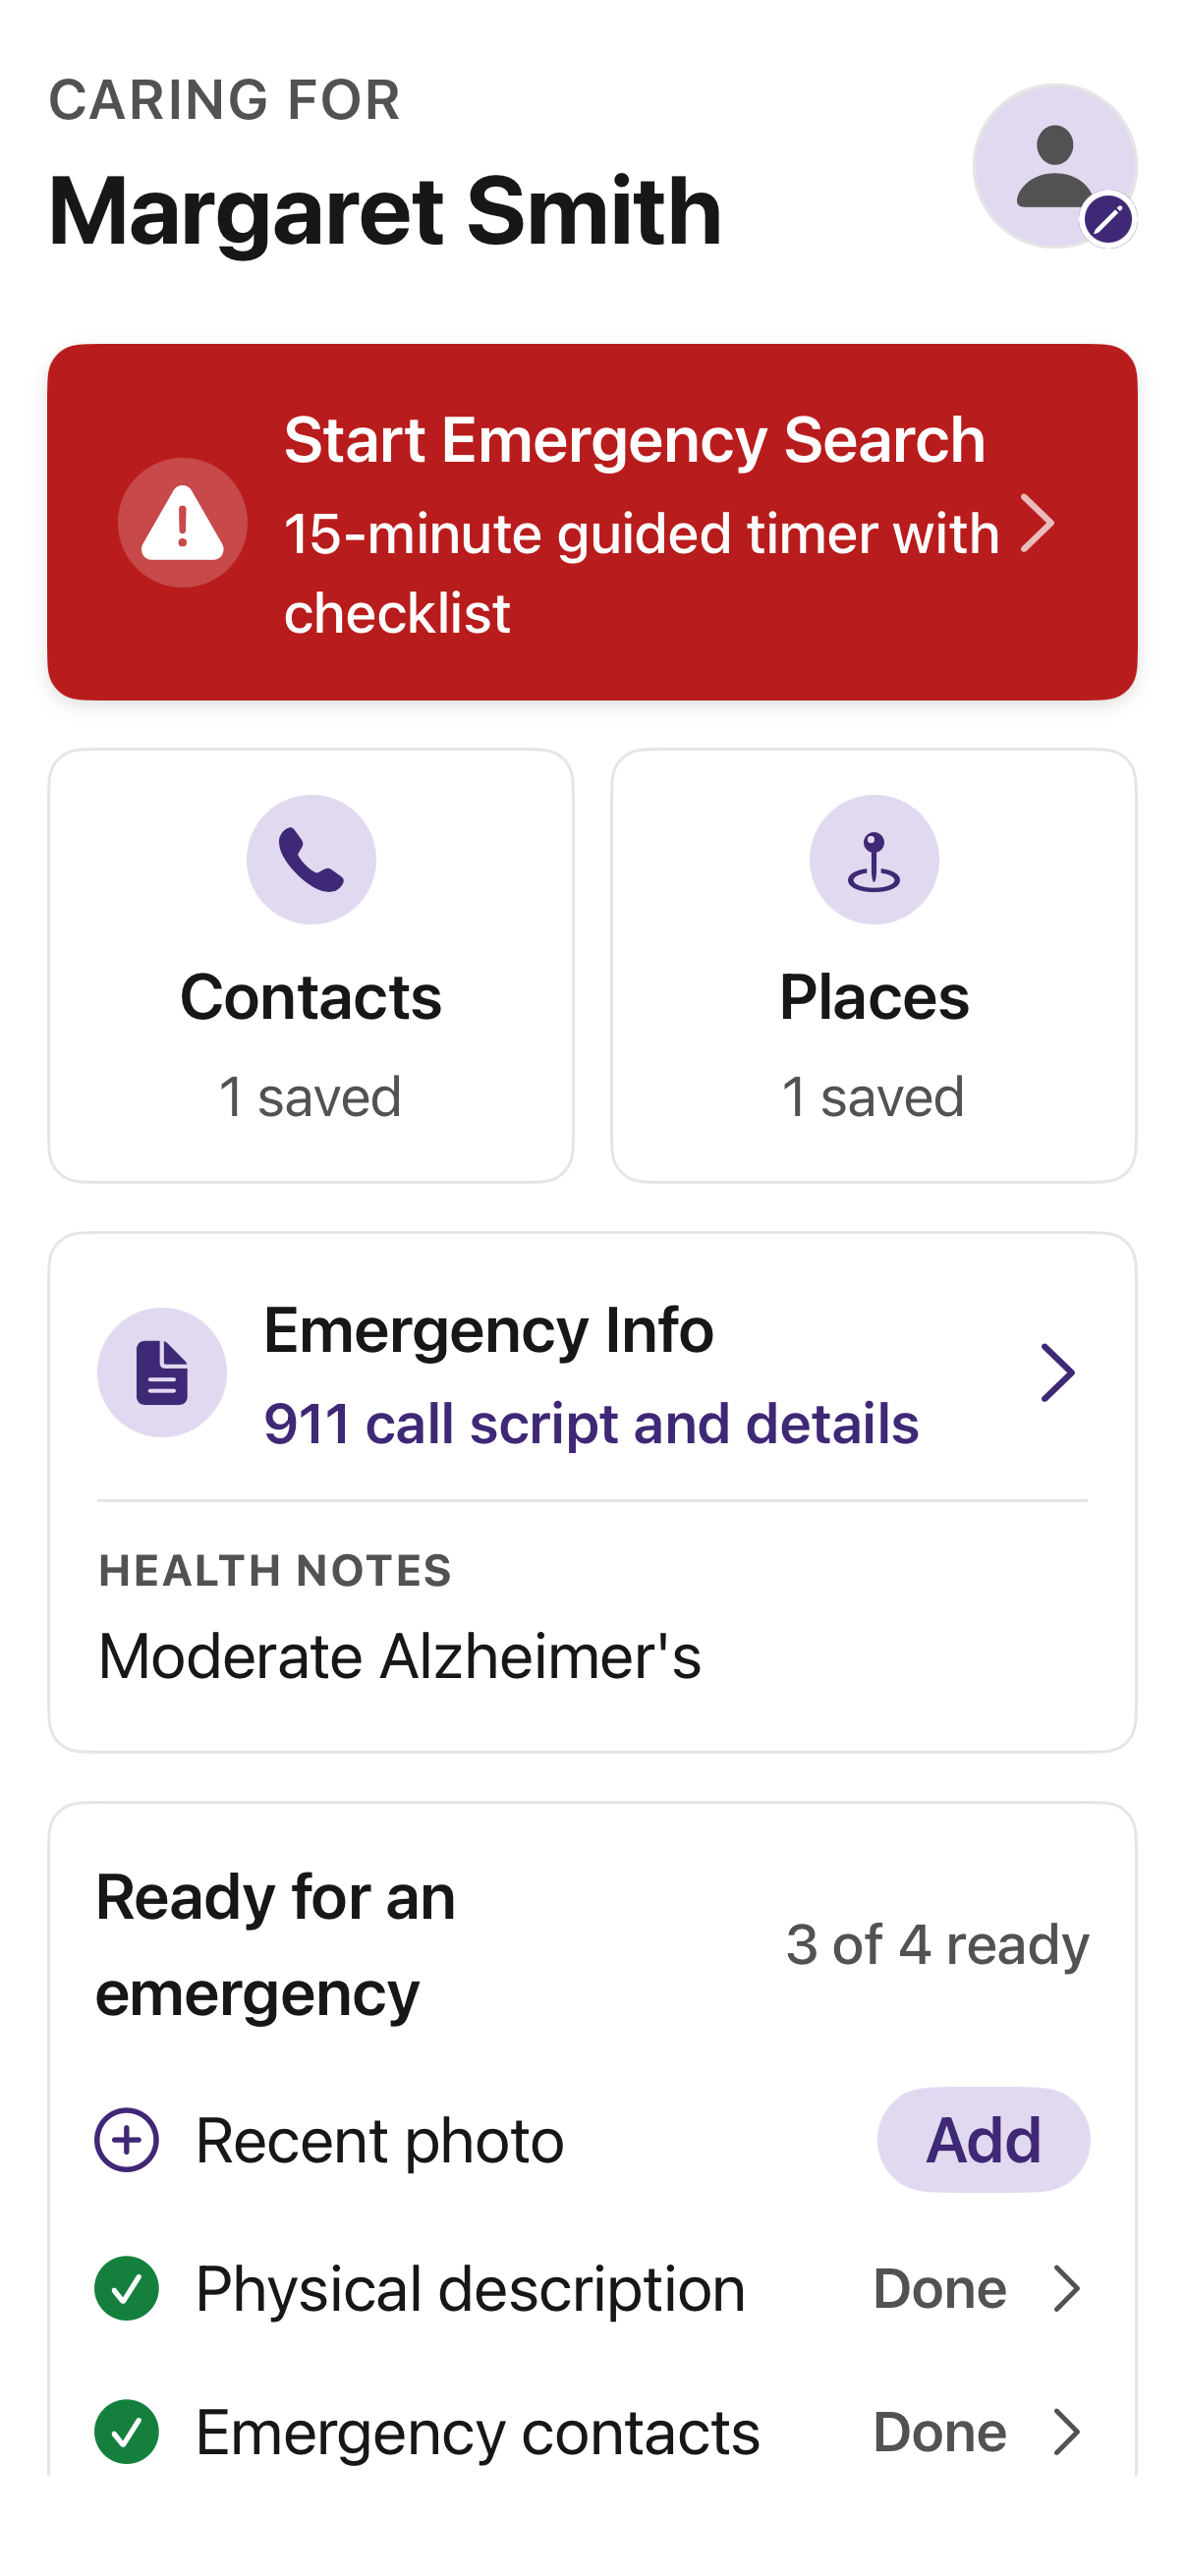 CARING FOR
Margaret Smith
Start Emergency Search
15-minute guided timer with
checklist
Contacts
1 saved
Places
1 saved
Emergency Info
911 call script and details
HEALTH NOTES
Moderate Alzheimer's
Ready for an
emergency
3 of 4 ready
Recent photo
Add
Physical description
Done
Emergency contacts
Done